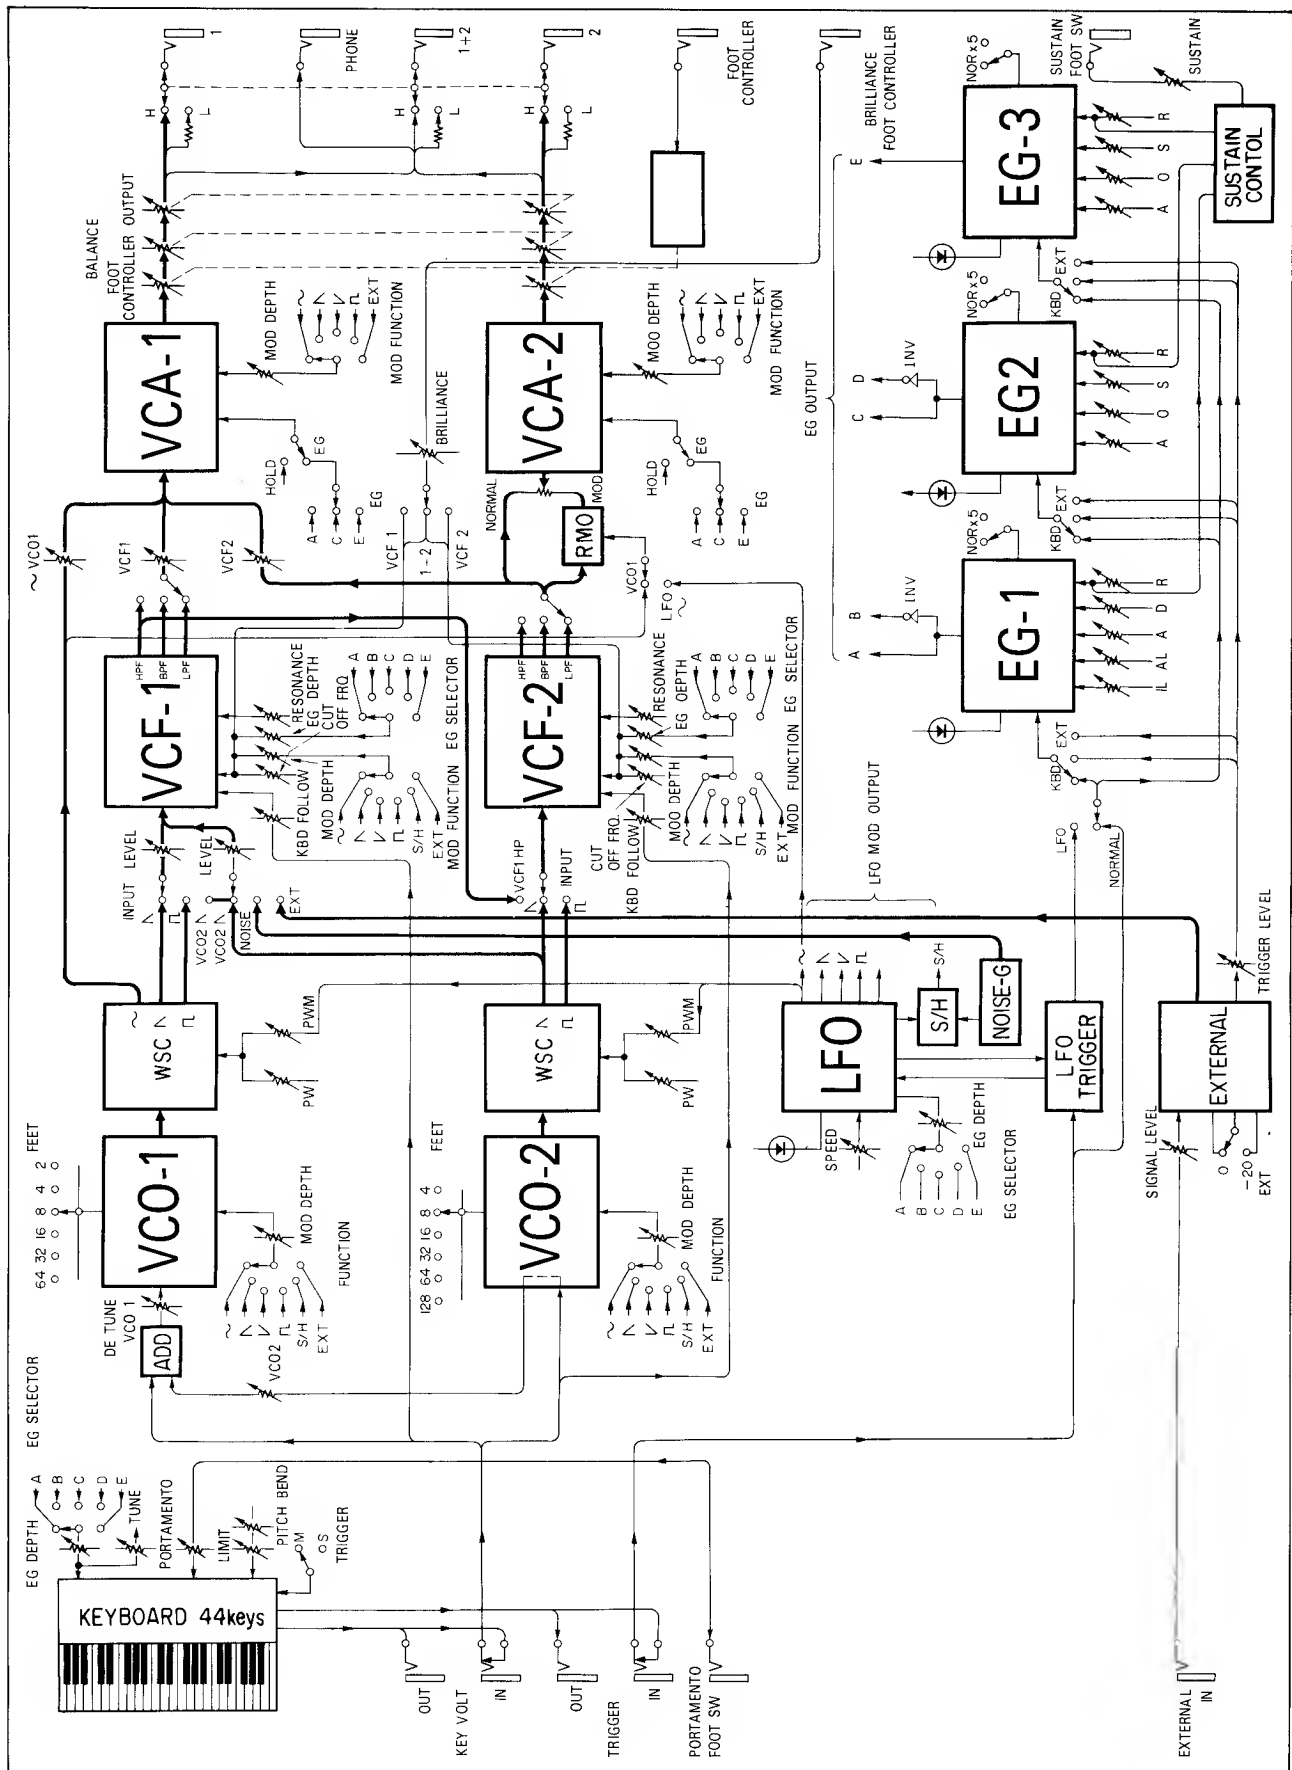 KEYBOARD 44keys
EG DEPTH
EG SELECTOR
A
B
C
D
E
TUNE
PORTAMENTO
LIMIT
PITCH BEND
M
S
TRIGGER
OUT
KEY VOLT
IN
OUT
TRIGGER
IN
PORTAMENTO
FOOT SW
EXTERNAL
IN
DE TUNE
VCO 1
ADD
VCO2
FEET
64 32 16 8 4 2
VCO-1
MOD DEPTH
FUNCTION
S/H
EXT
WSC
PW
PWM
FEET
128 64 32 16 8 4
VCO-2
MOD DEPTH
FUNCTION
S/H
EXT
WSC
PW
PWM
INPUT
LEVEL
LEVEL
VCO2
VCO2
NOISE
EXT
VCF1 HP
INPUT
VCF-1
HPF
BPF
LPF
RESONANCE
EG DEPTH
CUT
OFF FRQ
MOD DEPTH
KBD FOLLOW
A
B
C
D
E
EG SELECTOR
MOD FUNCTION
S/H
EXT
VCF-2
HPF
BPF
LPF
RESONANCE
EG OEPTH
CUT
OFF FRQ.
MOO DEPTH
KBD FOLLOW
A
B
C
D
E
EG SELECTOR
MOD FUNCTION
S/H
EXT
VCO1
VCF1
VCF2
VCF 1
1-2
VCF 2
BRILLIANCE
NORMAL
MOD
RMO
VCO1
LFO
VCA-1
HOLD
EG
A
C
E
EG
MOD DEPTH
EXT
MOD FUNCTION
VCA-2
HOLD
EG
A
C
E
EG
MOO DEPTH
EXT
MOD FUNCTION
BALANCE
FOOT
CONTROLLER
OUTPUT
H
L
1
PHONE
H
L
1+2
H
L
2
FOOT
CONTROLLER
BRILLIANCE
FOOT CONTROLLER
LFO
SPEED
EG DEPTH
A
B
C
D
E
EG SELECTOR
LFO MOD OUTPUT
S/H
S/H
NOISE-G
LFO
TRIGGER
LFO
NORMAL
EXTERNAL
SIGNAL LEVEL
0
-20
EXT
TRIGGER LEVEL
EG OUTPUT
A
B
INV
EG-1
NOR
x5
KBD
EXT
IL
AL
A
D
R
C
D
INV
EG2
NOR
x5
KBD
EXT
A
O
S
R
E
EG-3
NOR
x5
KBD
EXT
A
O
S
R
SUSTAIN
FOOT SW
SUSTAIN
SUSTAIN
CONTOL